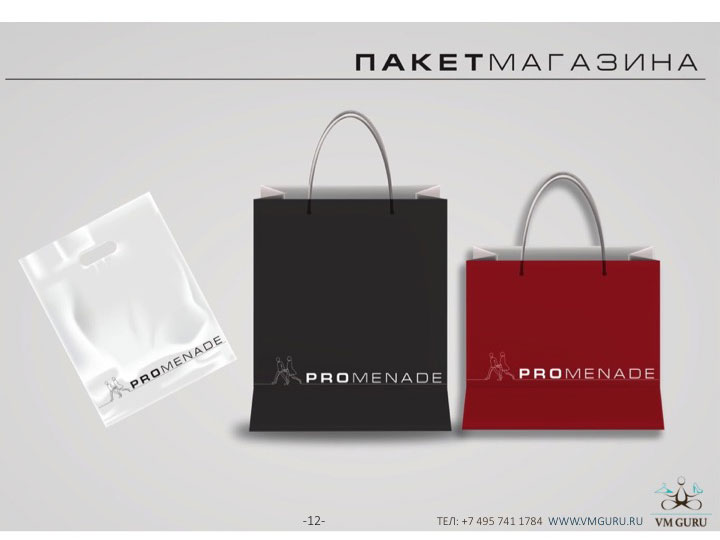 ПАКЕТМАГАЗИНА
PROMENADE
PROMENADE
PROMENADE
-12-
ТЕЛ: +7 495 741 1784 WWW.VMGURU.RU
VM GURU